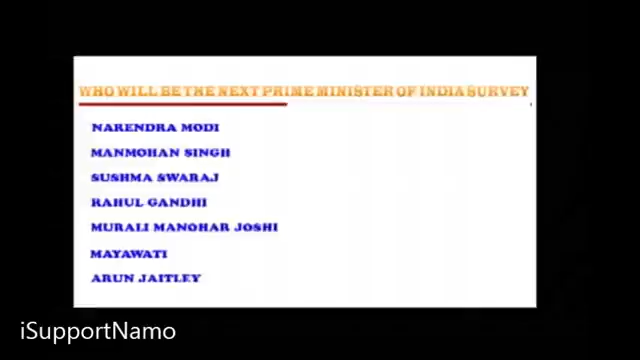 WHO WILL BE THE NEXT PRIME MINISTER OF INDIA SURVEY
NARENDRA MODI
MANMOHAN SINGH
SUSHMA SWARAJ
RAHUL GANDHI
MURALI MANOHAR JOSHI
MAYAWATI
ARUN JAITLEY
iSupportNamo